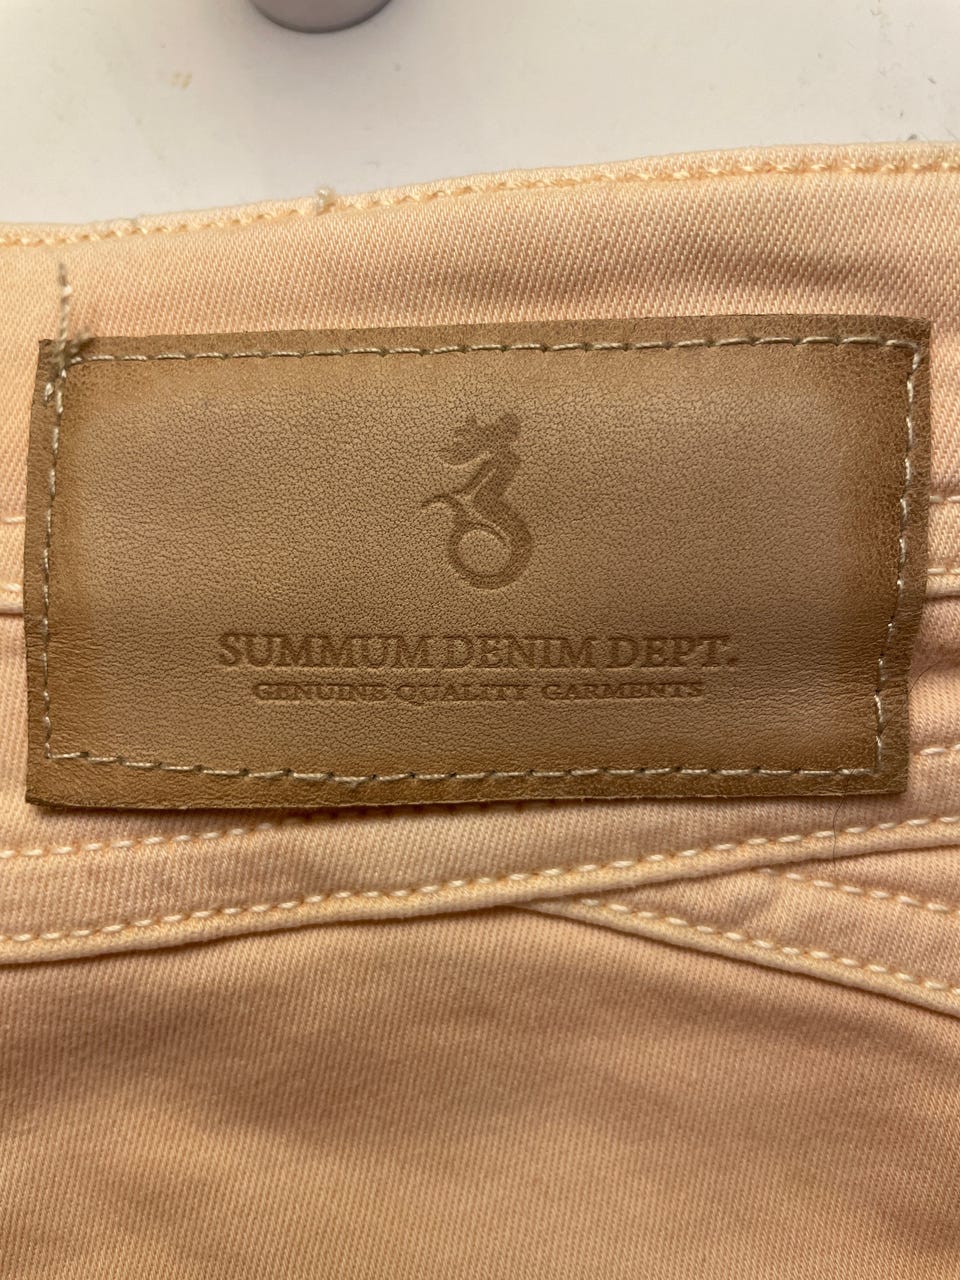 SUMMUM DENIM DEPT.
GENUINE QUALITY GARMENTS